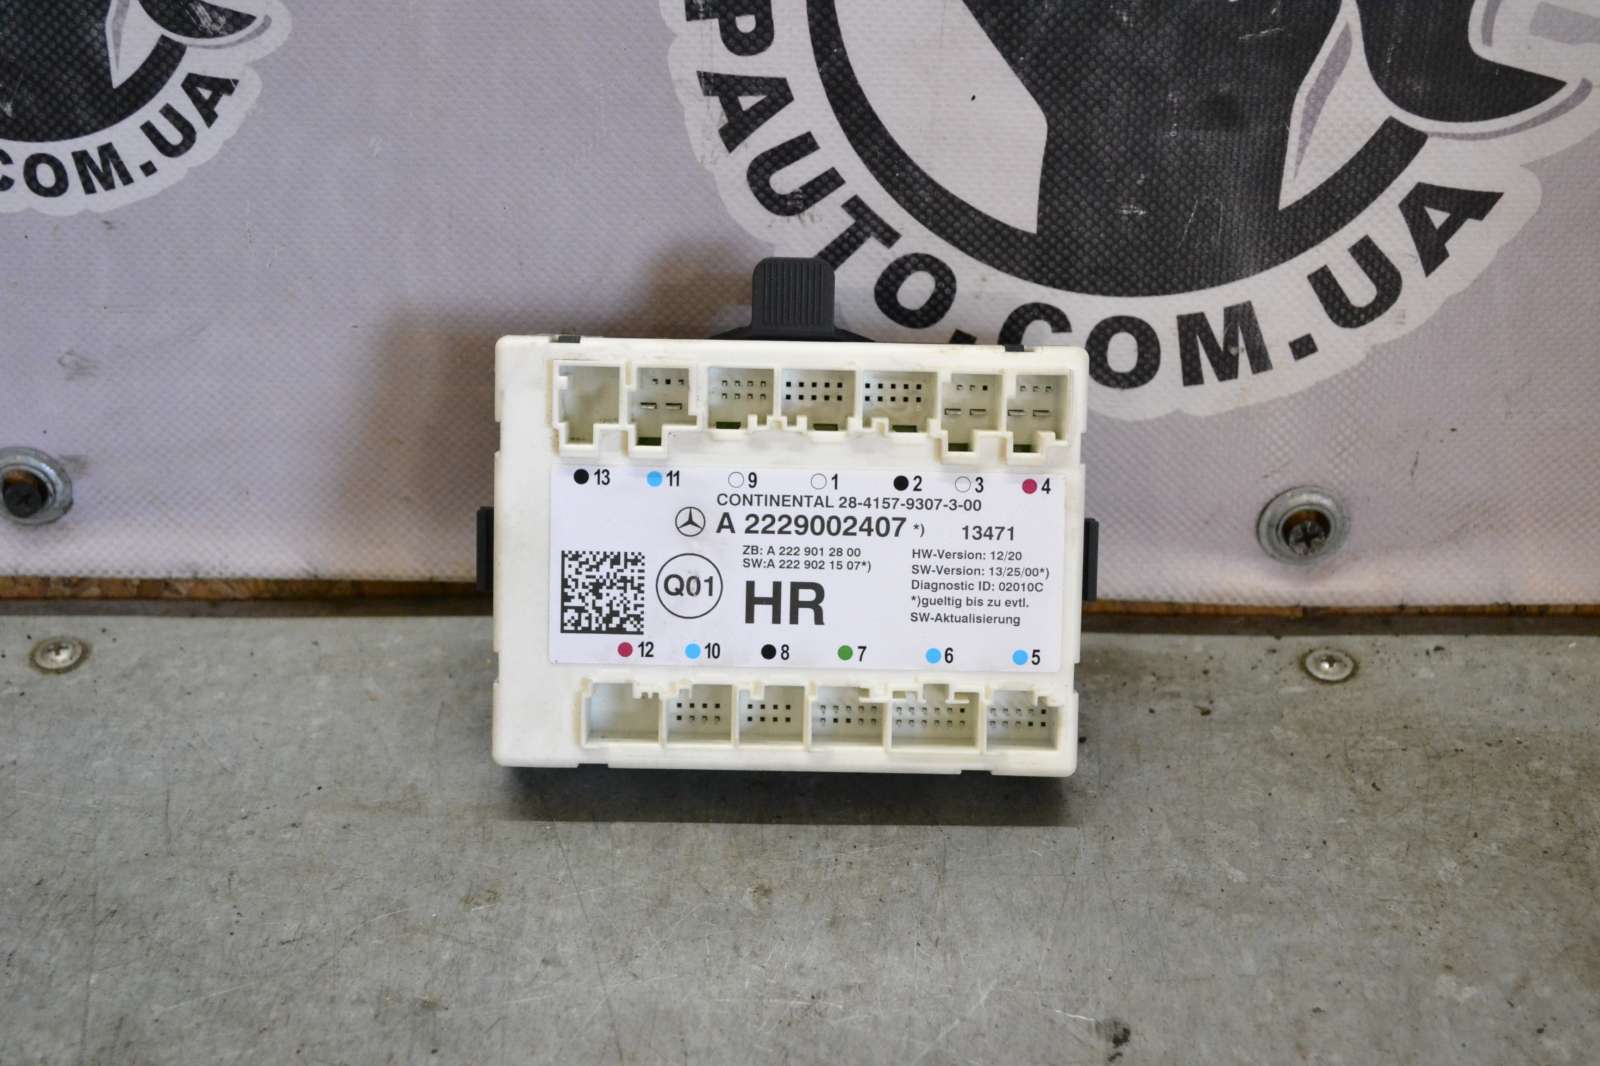 COM.UA
PAUTO.COM.UA
13 11 9 1 2 3 4
CONTINENTAL 28-4157-9307-3-00
A 2229002407 *) 13471
ZB: A 222 901 28 00
SW:A 222 902 15 07*)
HW-Version: 12/20
SW-Version: 13/25/00*)
Diagnostic ID: 02010C
*)gueltig bis zu evtl.
SW-Aktualisierung
Q01
HR
12 10 8 7 6 5